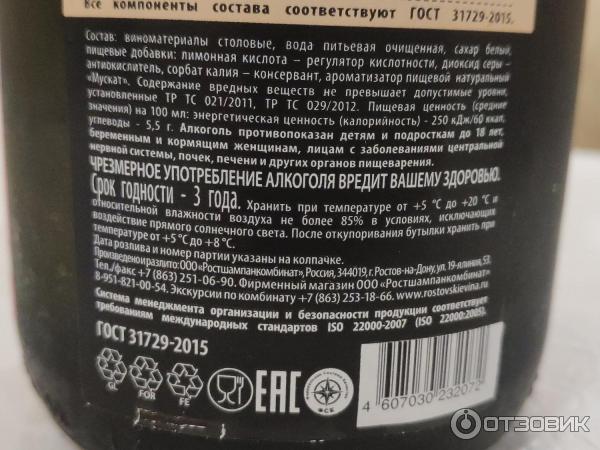 Все компоненты состава соответствуют ГОСТ 31729-2015.
Состав: виноматериалы столовые, вода питьевая очищенная, сахар белый,
пищевые добавки: лимонная кислота – регулятор кислотности, диоксид серы –
антиокислитель, сорбат калия – консервант, ароматизатор пищевой натуральный
«Мускат». Содержание вредных веществ не превышает допустимые уровни,
установленные ТР ТС 021/2011, ТР ТС 029/2012. Пищевая ценность (средние
значения) на 100 мл: энергетическая ценность (калорийность) - 250 кДж/60 ккал,
углеводы - 5,5 г. Алкоголь противопоказан детям и подросткам до 18 лет,
беременным и кормящим женщинам, лицам с заболеваниями центральной
нервной системы, почек, печени и других органов пищеварения.
ЧРЕЗМЕРНОЕ УПОТРЕБЛЕНИЕ АЛКОГОЛЯ ВРЕДИТ ВАШЕМУ ЗДОРОВЬЮ.
Срок годности - 3 года. Хранить при температуре от +5 °С до +20 °С и
относительной влажности воздуха не более 85% в условиях, исключающих
воздействие прямого солнечного света. После откупоривания бутылки хранить при
температуре от +5 °С до +8 °С.
Дата розлива и номер партии указаны на колпачке.
Произведено и разлито: ООО «Ростшампанкомбинат», Россия, 344019, г. Ростов-на-Дону, ул. 19-я линия, 53.
Тел./факс +7 (863) 251-06-90. Фирменный магазин ООО «Ростшампанкомбинат»
8-951-821-00-54. Экскурсии по комбинату +7 (863) 253-18-66. www.rostovskievina.ru
Система менеджмента организации и безопасности продукции соответствует
требованиям международных стандартов ISO 22000-2007 (ISO 22000:2005).
ГОСТ 31729-2015
GL
FOR
FE
EAC
ФСЕ
4 607030 232072
ОТЗОВИК